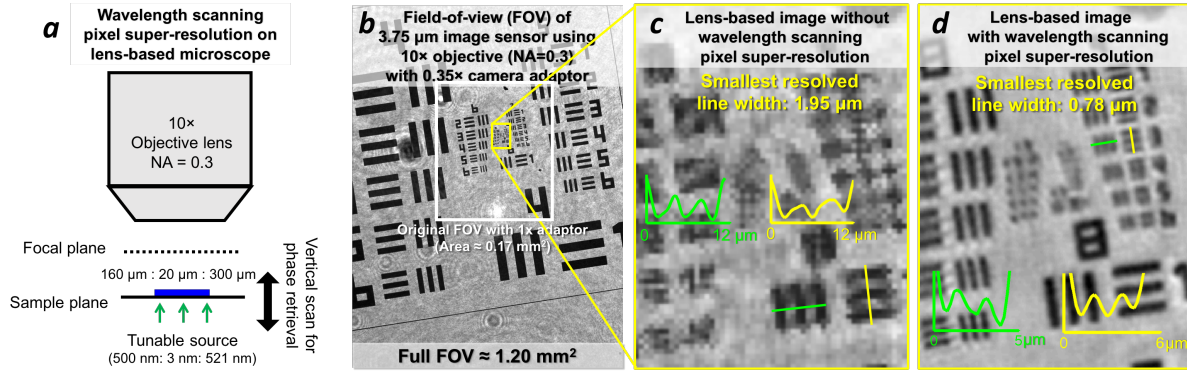 a
Wavelength scanning
pixel super-resolution on
lens-based microscope
10×
Objective lens
NA = 0.3
Focal plane
160 µm : 20 µm : 300 µm
Sample plane
Tunable source
(500 nm: 3 nm: 521 nm)
Vertical scan for
phase retrieval
b
Field-of-view (FOV) of
3.75 µm image sensor using
10× objective (NA=0.3)
with 0.35× camera adaptor
Original FOV with 1x adaptor
(Area ≈ 0.17 mm²)
Full FOV ≈ 1.20 mm²
c
Lens-based image without
wavelength scanning
pixel super-resolution
Smallest resolved
line width: 1.95 µm
0 12 µm
0 12 µm
d
Lens-based image
with wavelength scanning
pixel super-resolution
Smallest resolved
line width: 0.78 µm
8
0 5µm
0 6µm